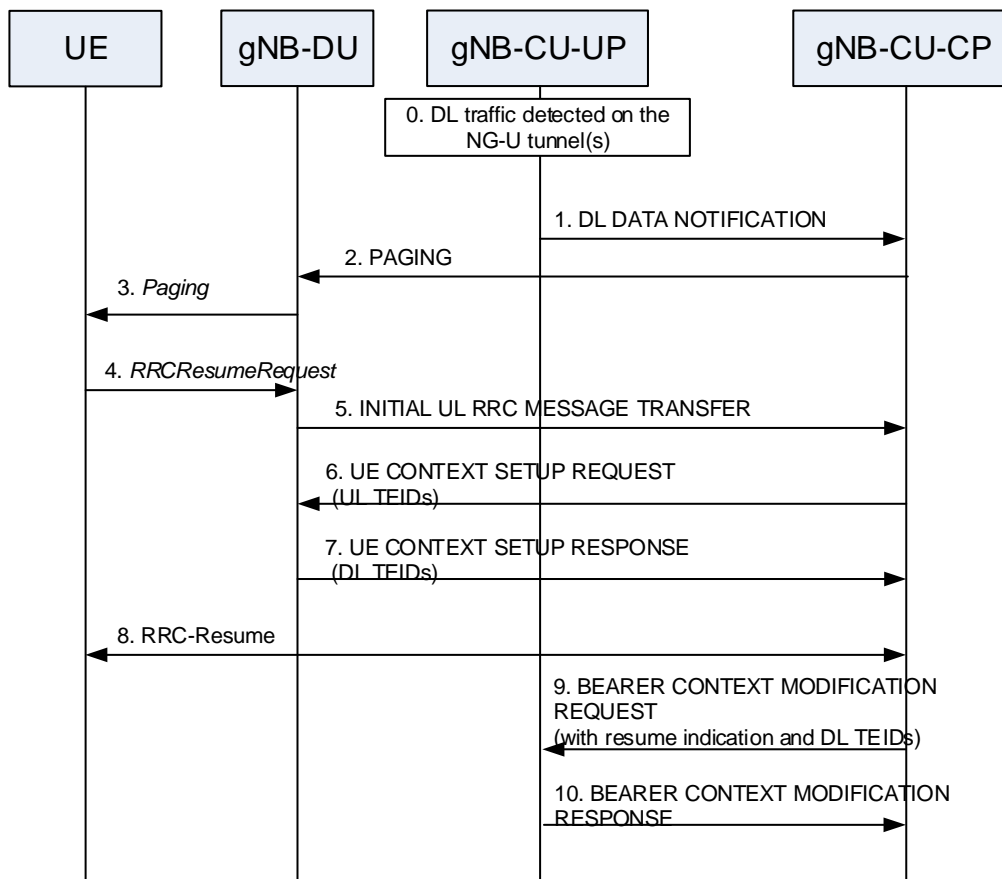 UE
gNB-DU
gNB-CU-UP
gNB-CU-CP
0. DL traffic detected on the
NG-U tunnel(s)
1. DL DATA NOTIFICATION
2. PAGING
3. Paging
4. RRCResumeRequest
5. INITIAL UL RRC MESSAGE TRANSFER
6. UE CONTEXT SETUP REQUEST
(UL TEIDs)
7. UE CONTEXT SETUP RESPONSE
(DL TEIDs)
8. RRC-Resume
9. BEARER CONTEXT MODIFICATION
REQUEST
(with resume indication and DL TEIDs)
10. BEARER CONTEXT MODIFICATION
RESPONSE